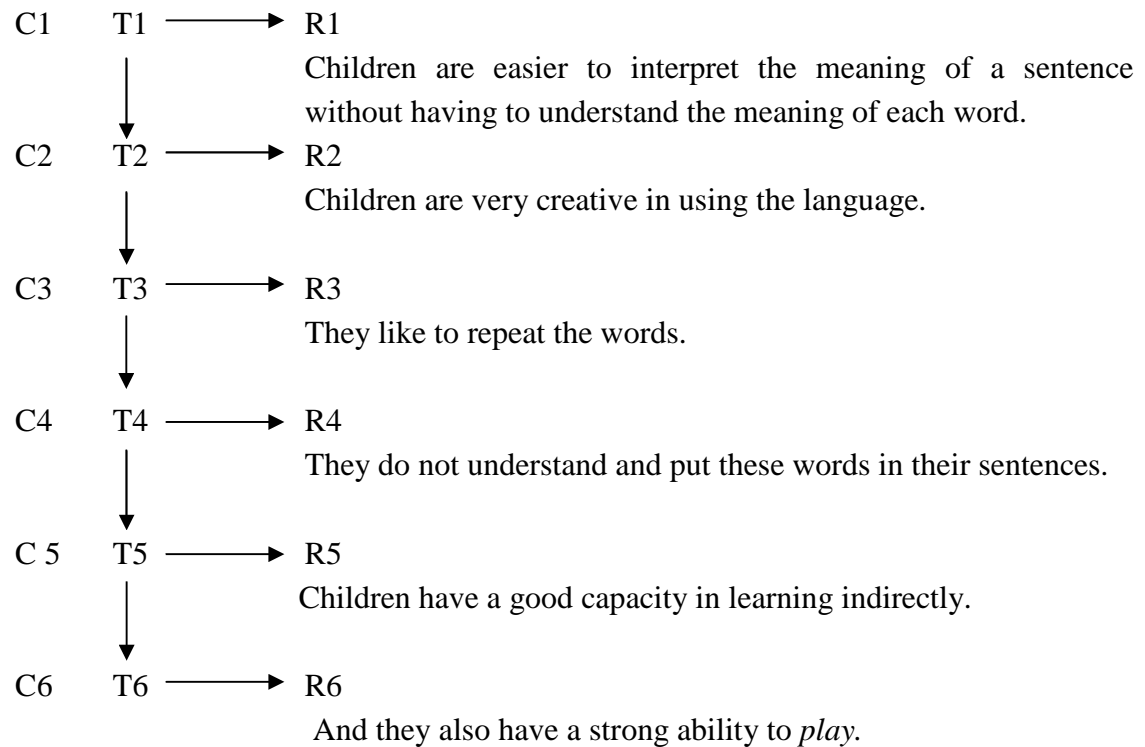 C1 T1 R1
Children are easier to interpret the meaning of a sentence
without having to understand the meaning of each word.
C2 T2 R2
Children are very creative in using the language.
C3 T3 R3
They like to repeat the words.
C4 T4 R4
They do not understand and put these words in their sentences.
C 5 T5 R5
Children have a good capacity in learning indirectly.
C6 T6 R6
And they also have a strong ability to play.